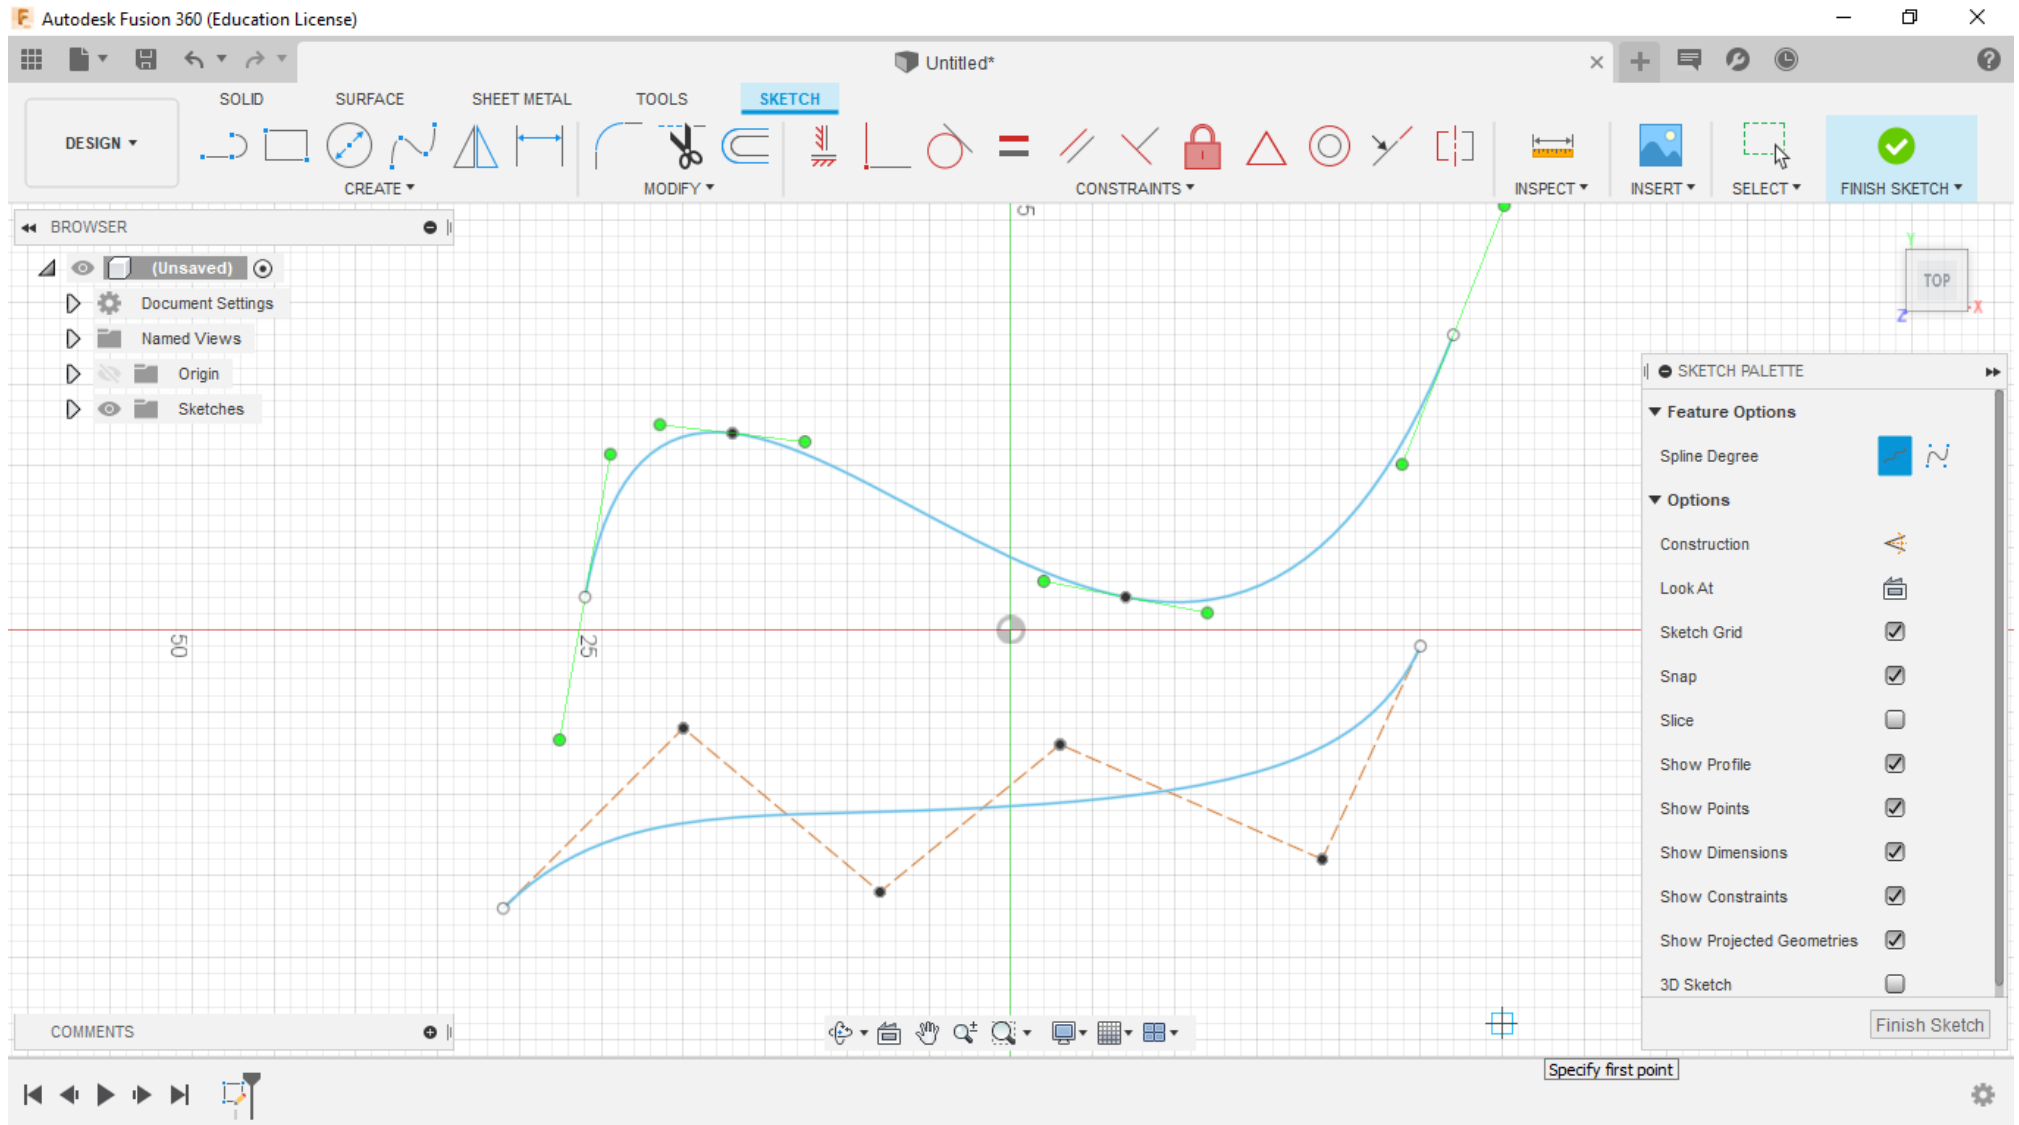 Autodesk Fusion 360 (Education License)
Untitled*
SOLID SURFACE SHEET METAL TOOLS SKETCH
DESIGN
CREATE MODIFY CONSTRAINTS INSPECT INSERT SELECT FINISH SKETCH
BROWSER
(Unsaved)
Document Settings
Named Views
Origin
Sketches
5
50
25
Y
TOP
Z
X
SKETCH PALETTE
Feature Options
Spline Degree
Options
Construction
Look At
Sketch Grid
Snap
Slice
Show Profile
Show Points
Show Dimensions
Show Constraints
Show Projected Geometries
3D Sketch
Finish Sketch
COMMENTS
Specify first point